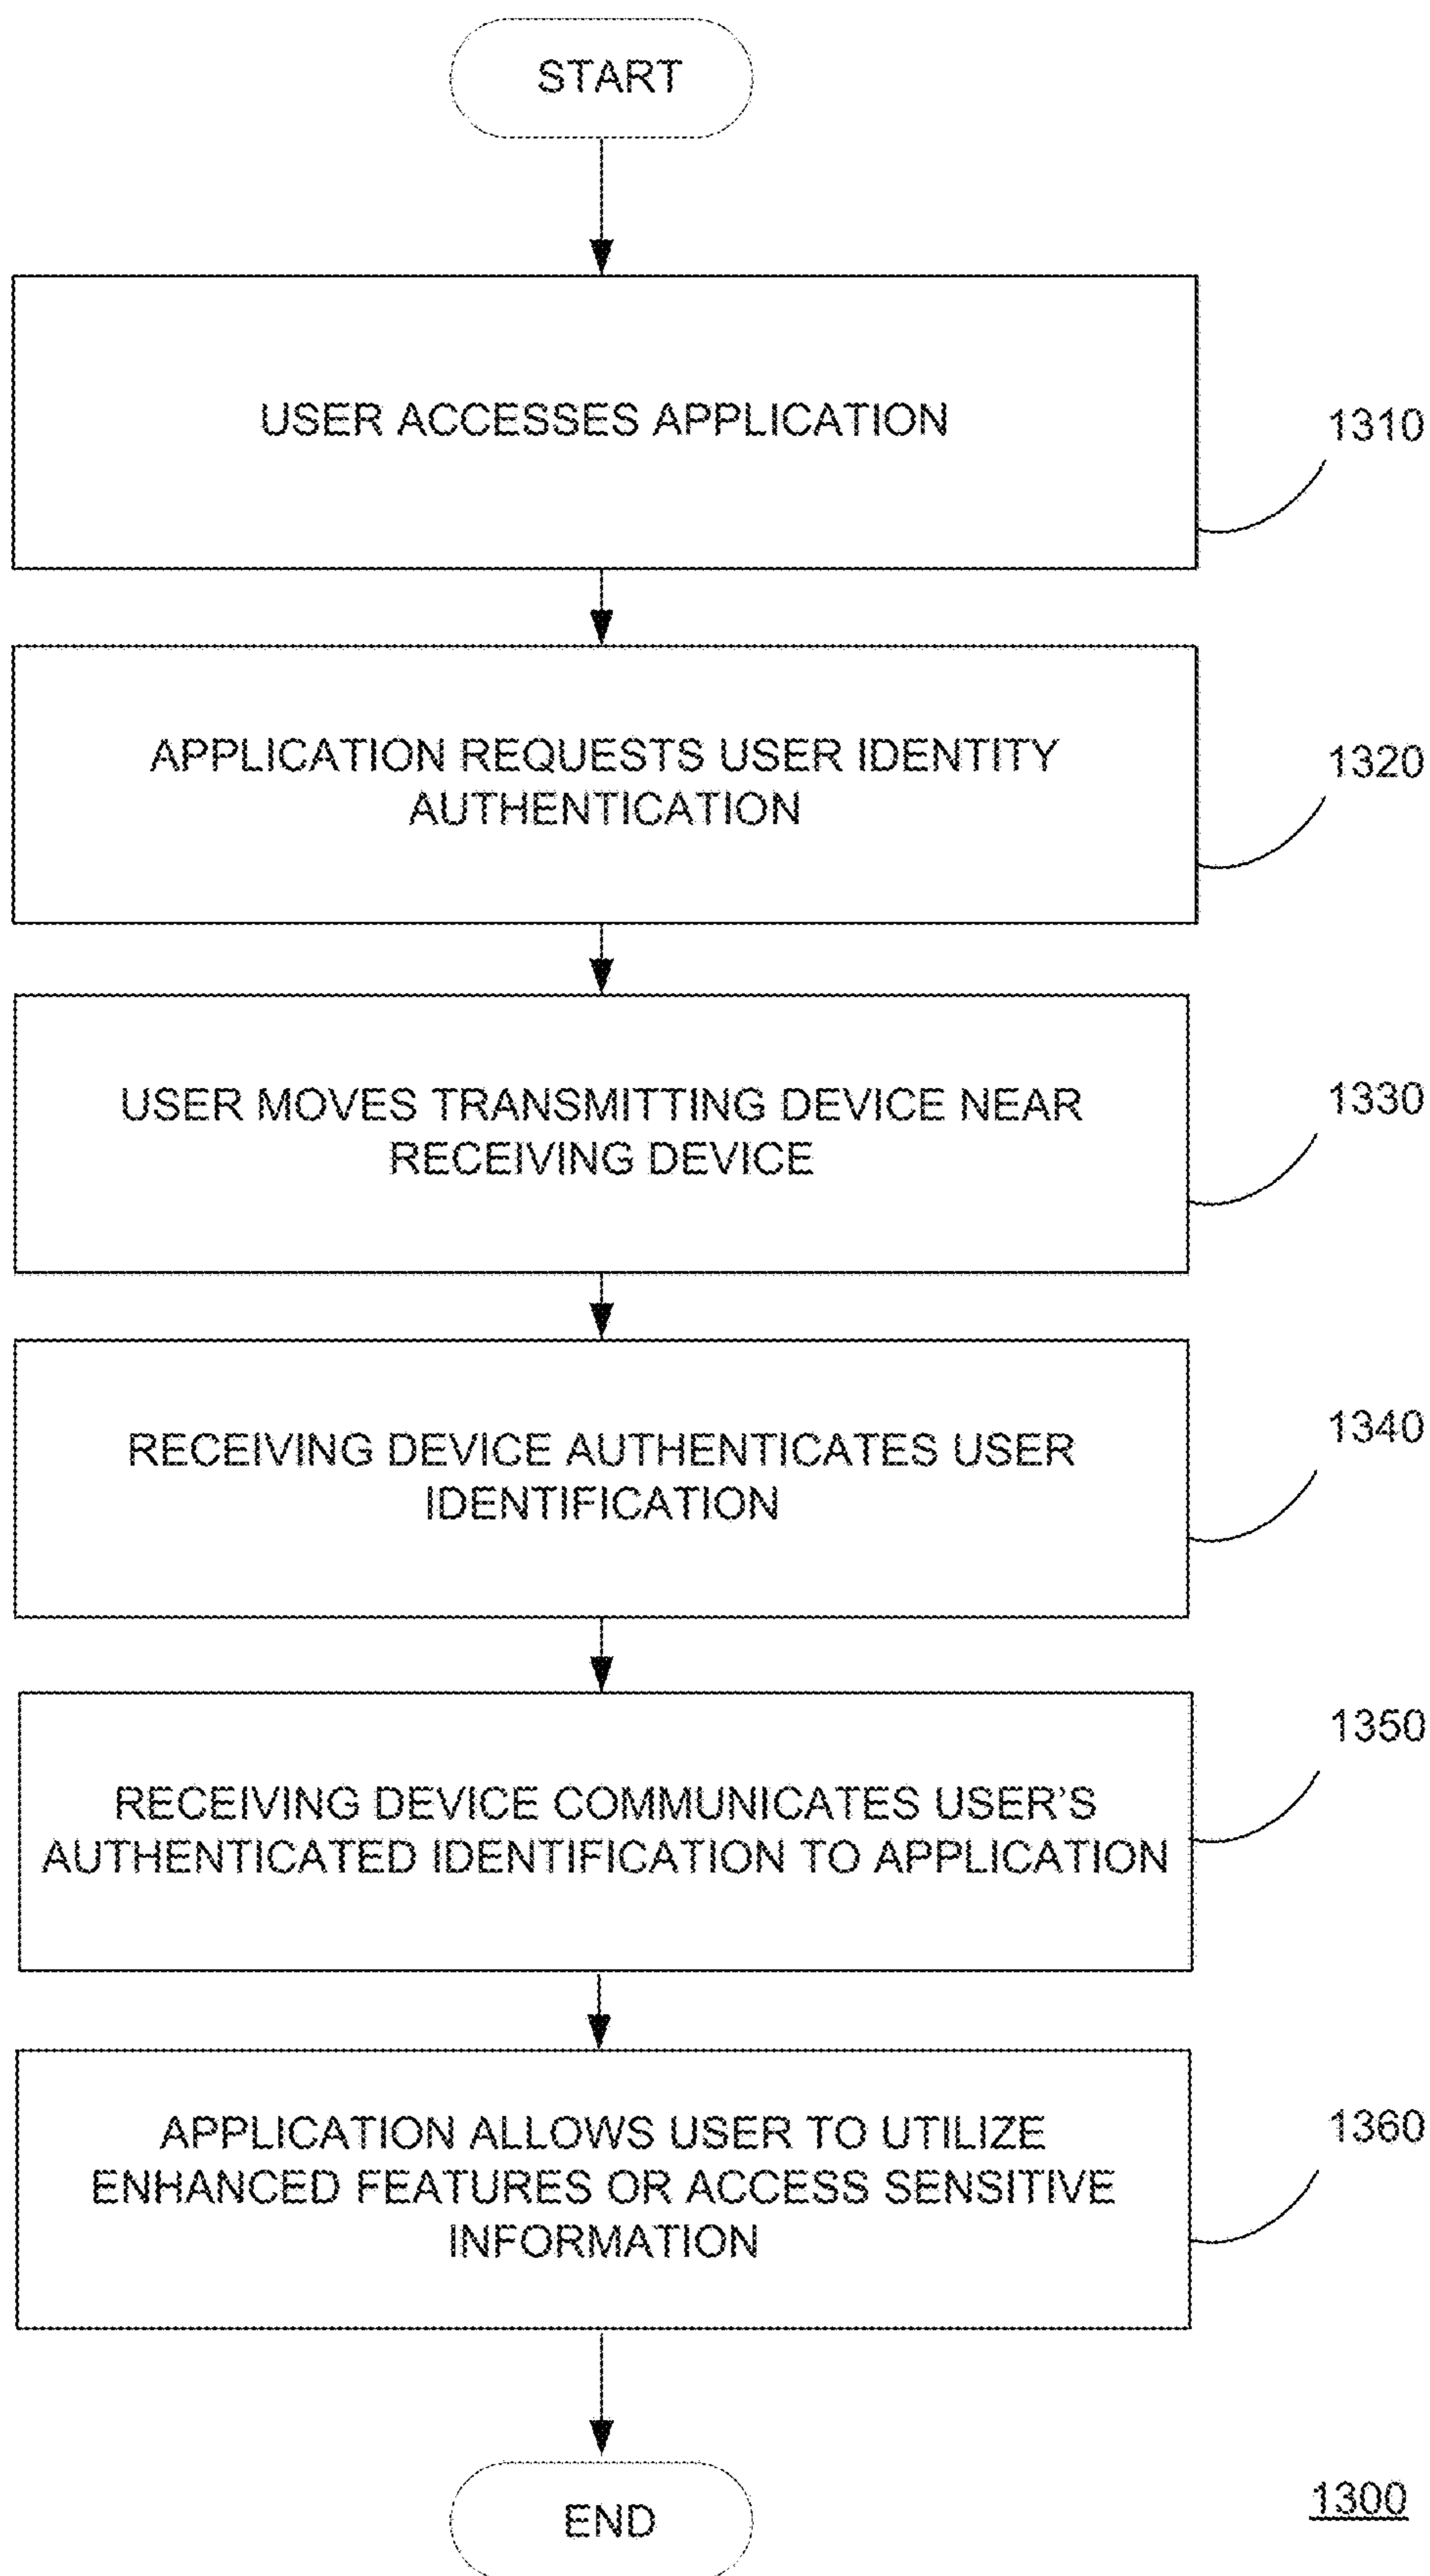 START
USER ACCESSES APPLICATION
1310
APPLICATION REQUESTS USER IDENTITY
AUTHENTICATION
1320
USER MOVES TRANSMITTING DEVICE NEAR
RECEIVING DEVICE
1330
RECEIVING DEVICE AUTHENTICATES USER
IDENTIFICATION
1340
RECEIVING DEVICE COMMUNICATES USER'S
AUTHENTICATED IDENTIFICATION TO APPLICATION
1350
APPLICATION ALLOWS USER TO UTILIZE
ENHANCED FEATURES OR ACCESS SENSITIVE
INFORMATION
1360
END
1300